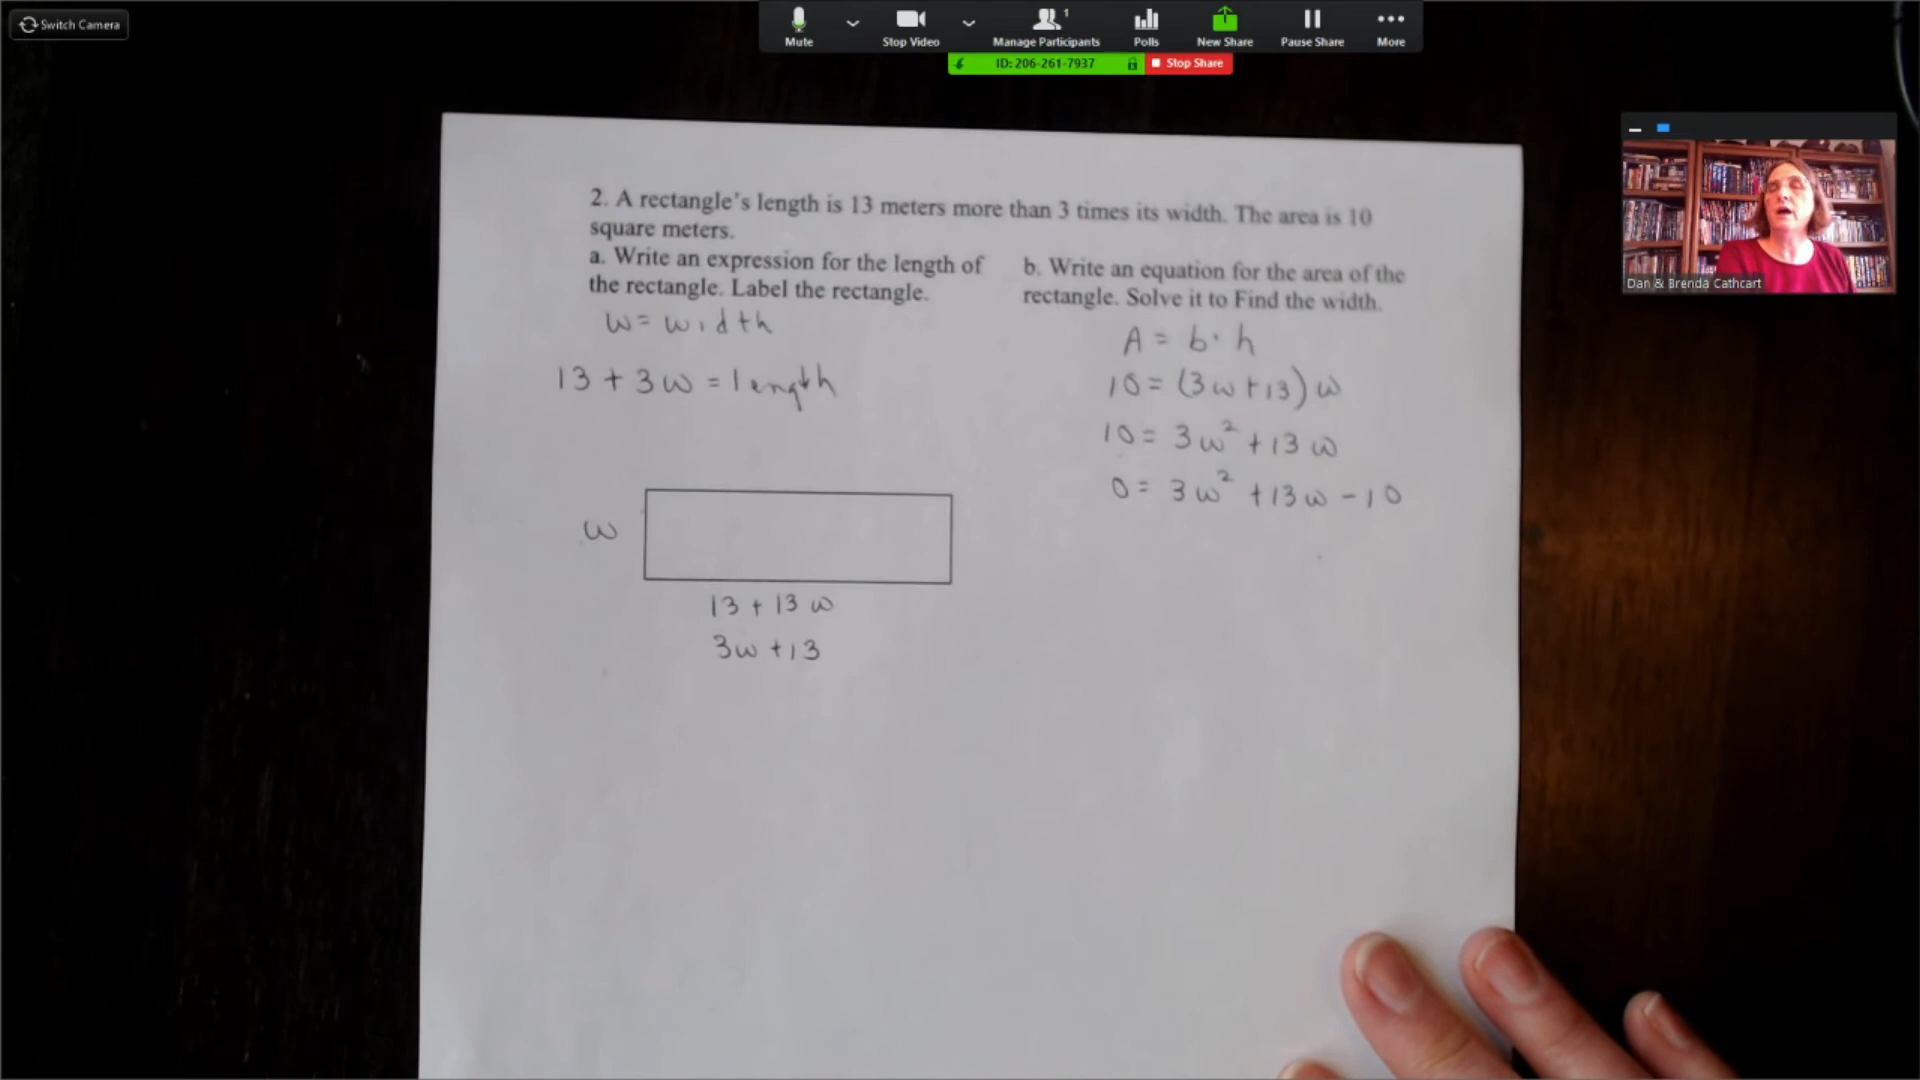 Switch Camera
Mute
Stop Video
Manage Participants
1
Polls
New Share
Pause Share
More
ID: 206-261-7937
Stop Share
Dan & Brenda Cathcart
2. A rectangle's length is 13 meters more than 3 times its width. The area is 10
square meters.
a. Write an expression for the length of
the rectangle. Label the rectangle.
w = width
13 + 3w = length
w
13 + 13 w
3w + 13
b. Write an equation for the area of the
rectangle. Solve it to Find the width.
A = b · h
10 = (3w+13) w
10 = 3w² + 13 w
0 = 3w² + 13w - 10